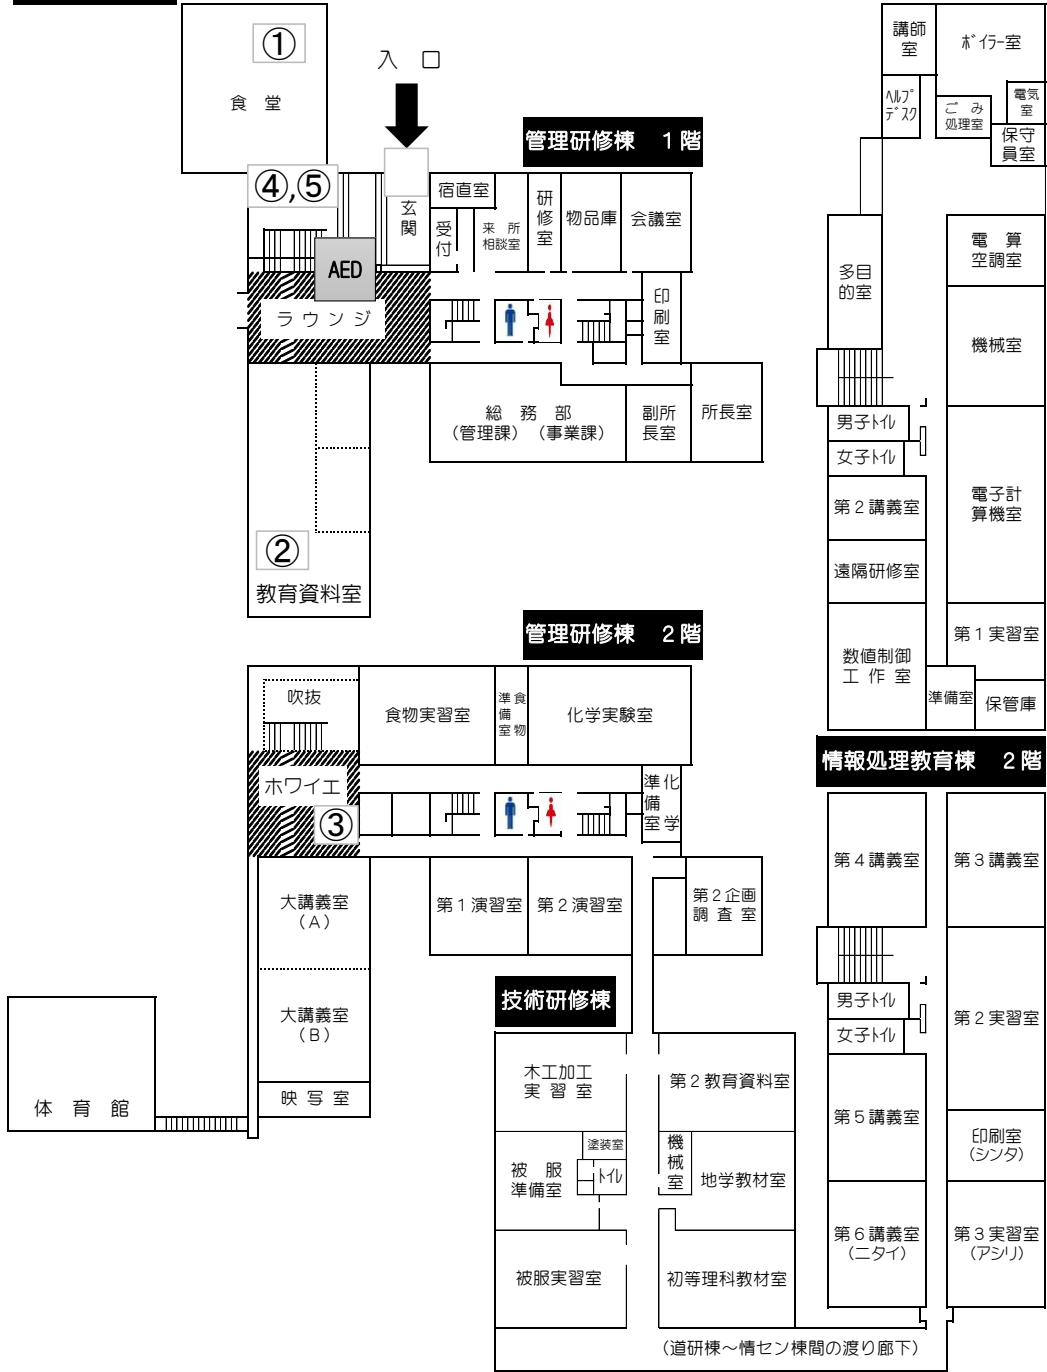 ①
食 堂
入 口
④,⑤
玄
関
AED
ラウンジ
②
教育資料室
管理研修棟 1階
宿直室
受
付
来 所
相談室
研
修
室
物品庫
会議室
印
刷
室
総 務 部
(管理課) (事業課)
副所
長室
所長室
講師
室
ボイラー室
ヘルプ
デスク
ご み
処理室
電気
室
保守
員室
多目
的室
電 算
空調室
機械室
男子トイレ
女子トイレ
電子計
算機室
第2講義室
遠隔研修室
数値制御
工 作 室
第1実習室
準備室
保管庫
管理研修棟 2階
吹抜
食物実習室
食物
準備室
化学実験室
ホワイエ
③
化学
準備室
大講義室
(A)
第1演習室
第2演習室
第2企画
調 査 室
大講義室
(B)
映 写 室
体 育 館
技術研修棟
木工加工
実 習 室
第2教育資料室
塗装室
トイレ
被 服
準備室
機
械
室
地学教材室
被服実習室
初等理科教材室
(道研棟～情セン棟間の渡り廊下)
情報処理教育棟 2階
第4講義室
第3講義室
男子トイレ
女子トイレ
第2実習室
第5講義室
印刷室
(シンタ)
第6講義室
(ニタイ)
第3実習室
(アシリ)